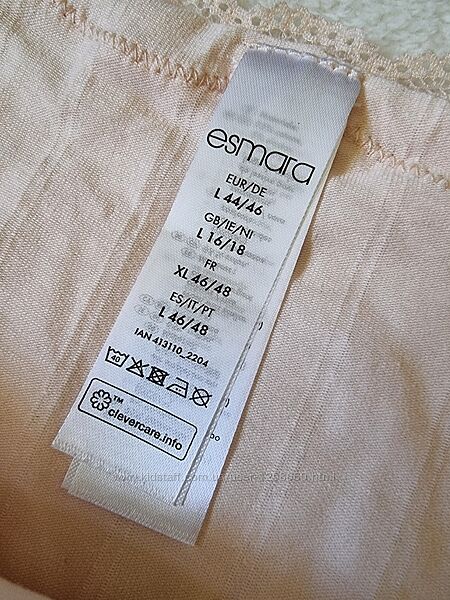 esmara
EUR/DE
L 44/46
GB/IE/NI
L 16/18
FR
XL 46/48
ES/IT/PT
L 46/48
IAN 413110_2204
40
™
clevercare.info